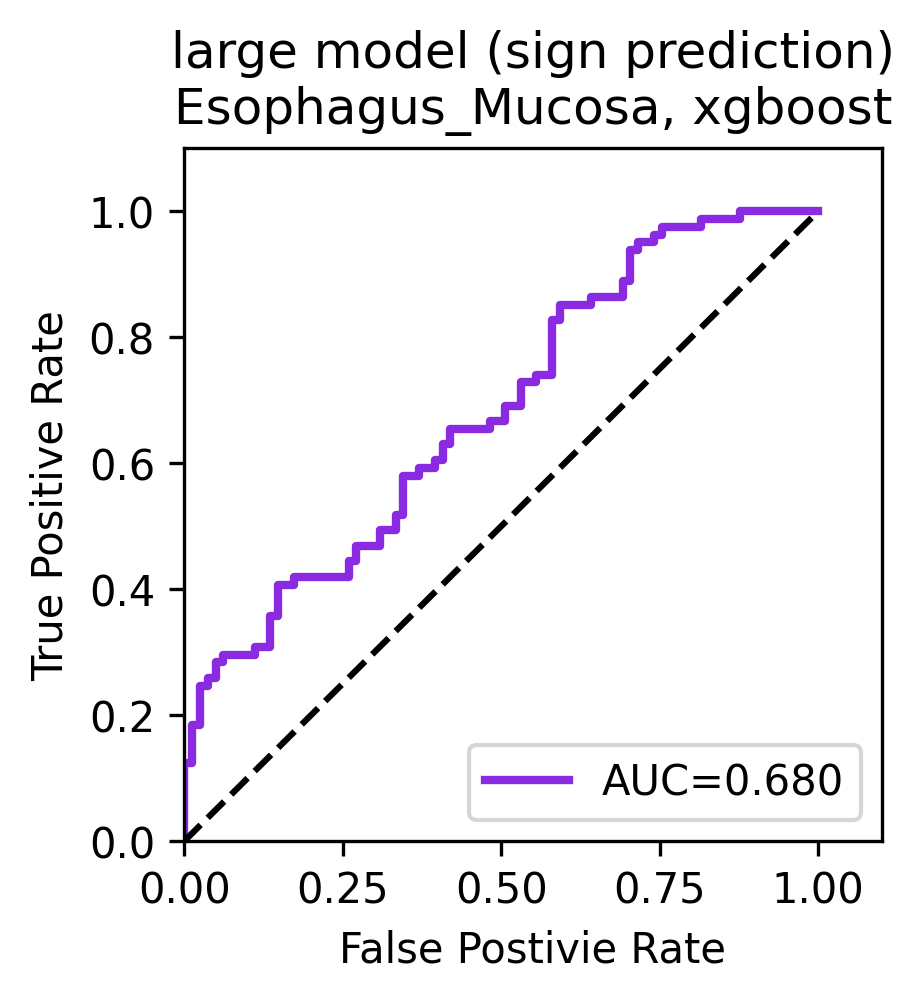 large model (sign prediction)
Esophagus_Mucosa, xgboost
1.0
0.8
0.6
0.4
0.2
0.0
True Positive Rate
AUC=0.680
0.00 0.25 0.50 0.75 1.00
False Postivie Rate